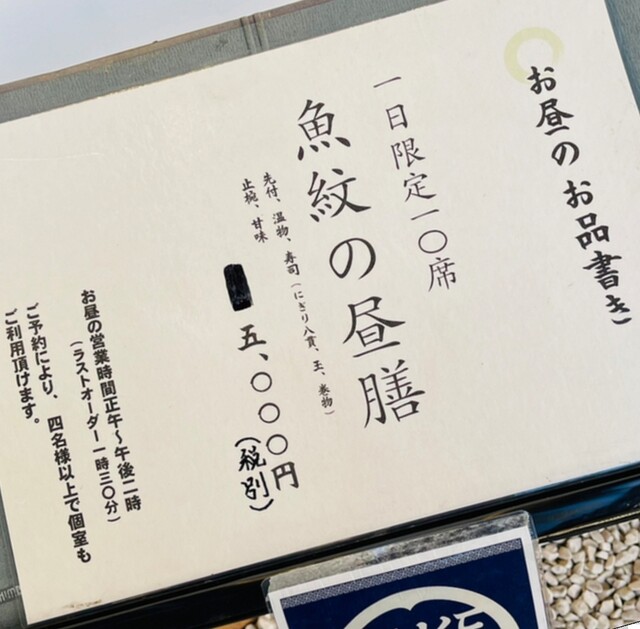 お昼のお品書き
一日限定一〇席
魚紋の昼膳
先付、温物、寿司（にぎり八貫、玉、巻物）
止椀、甘味
五、〇〇〇円
（税別）
お昼の営業時間正午～午後二時
（ラストオーダー一時三〇分）
ご予約により、四名様以上で個室も
ご利用頂けます。